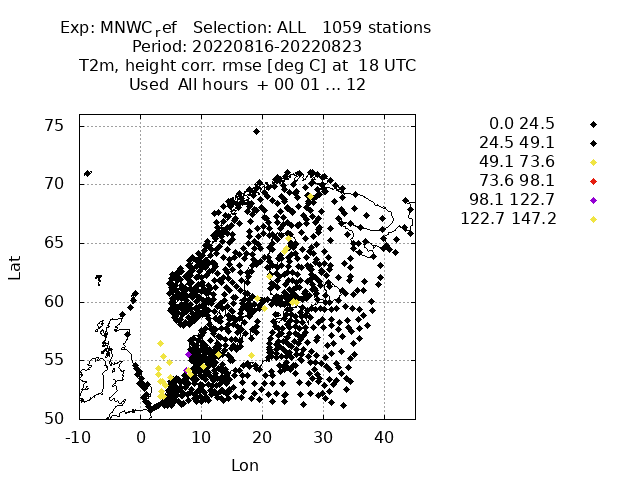 Exp: MNWC_ref   Selection: ALL   1059 stations
Period: 20220816-20220823
T2m, height corr. rmse [deg C] at  18 UTC
Used  All hours  + 00 01 ... 12
0.0 24.5
24.5 49.1
49.1 73.6
73.6 98.1
98.1 122.7
122.7 147.2
75
70
65
60
55
50
Lat
-10 0 10 20 30 40
Lon